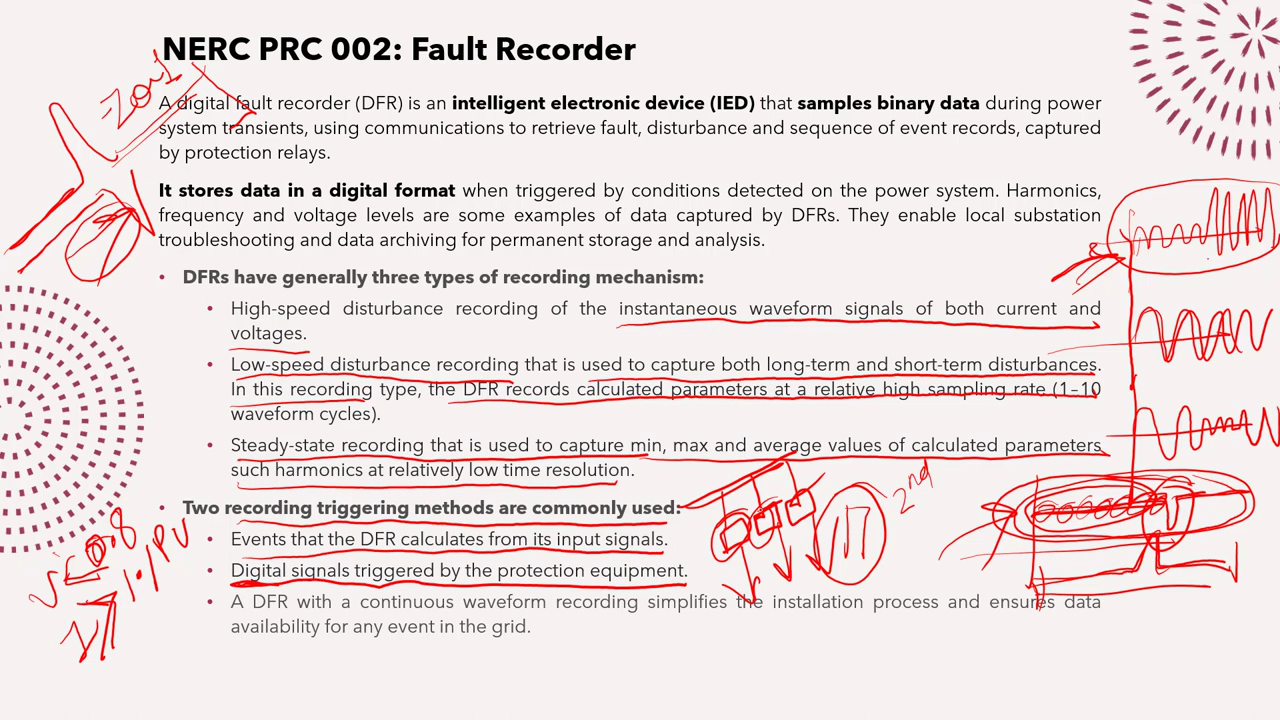 NERC PRC 002: Fault Recorder
A digital fault recorder (DFR) is an intelligent electronic device (IED) that samples binary data during power
system transients, using communications to retrieve fault, disturbance and sequence of event records, captured
by protection relays.
It stores data in a digital format when triggered by conditions detected on the power system. Harmonics,
frequency and voltage levels are some examples of data captured by DFRs. They enable local substation
troubleshooting and data archiving for permanent storage and analysis.
• DFRs have generally three types of recording mechanism:
• High-speed disturbance recording of the instantaneous waveform signals of both current and
voltages.
• Low-speed disturbance recording that is used to capture both long-term and short-term disturbances.
In this recording type, the DFR records calculated parameters at a relative high sampling rate (1–10
waveform cycles).
• Steady-state recording that is used to capture min, max and average values of calculated parameters
such harmonics at relatively low time resolution.
• Two recording triggering methods are commonly used:
2nd
• Events that the DFR calculates from its input signals.
0.8
1.1PU
• Digital signals triggered by the protection equipment.
• A DFR with a continuous waveform recording simplifies the installation process and ensures data
availability for any event in the grid.